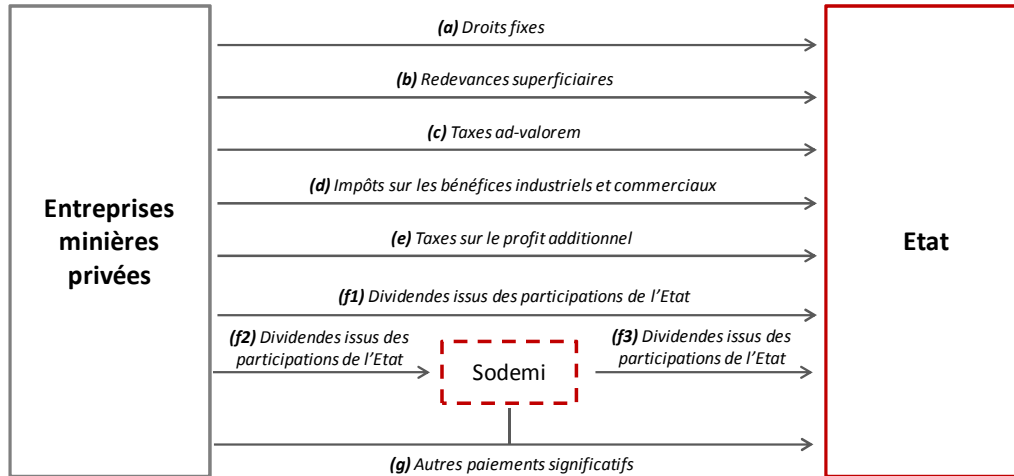 (a) Droits fixes
(b) Redevances superficiaires
(c) Taxes ad-valorem
(d) Impôts sur les bénéfices industriels et commerciaux
Entreprises
minières
privées
Etat
(e) Taxes sur le profit additionnel
(f1) Dividendes issus des participations de l’Etat
(f2) Dividendes issus des
participations de l’Etat
Sodemi
(f3) Dividendes issus des
participations de l’Etat
(g) Autres paiements significatifs